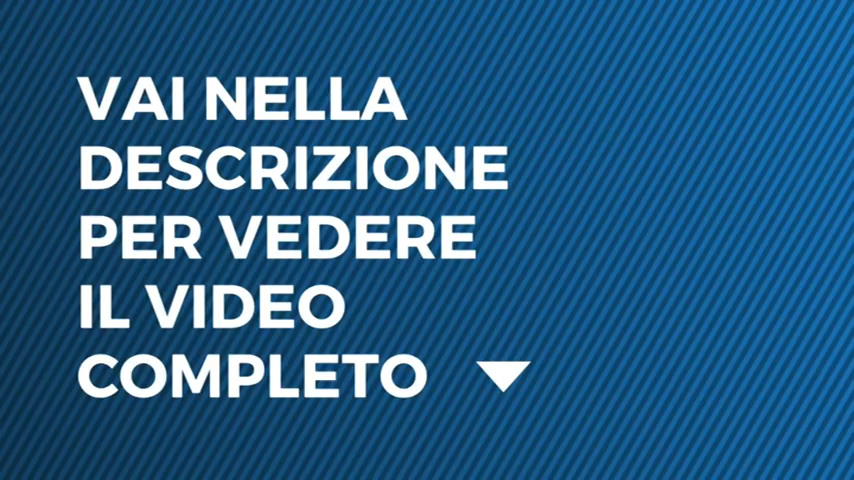 VAI NELLA
DESCRIZIONE
PER VEDERE
IL VIDEO
COMPLETO